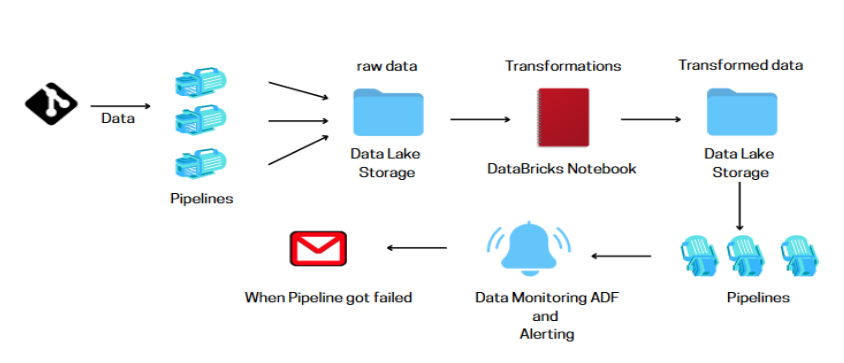 raw data
Transformations
Transformed data
Data
Pipelines
Data Lake
Storage
DataBricks Notebook
Data Lake
Storage
When Pipeline got failed
Data Monitoring ADF
and
Alerting
Pipelines